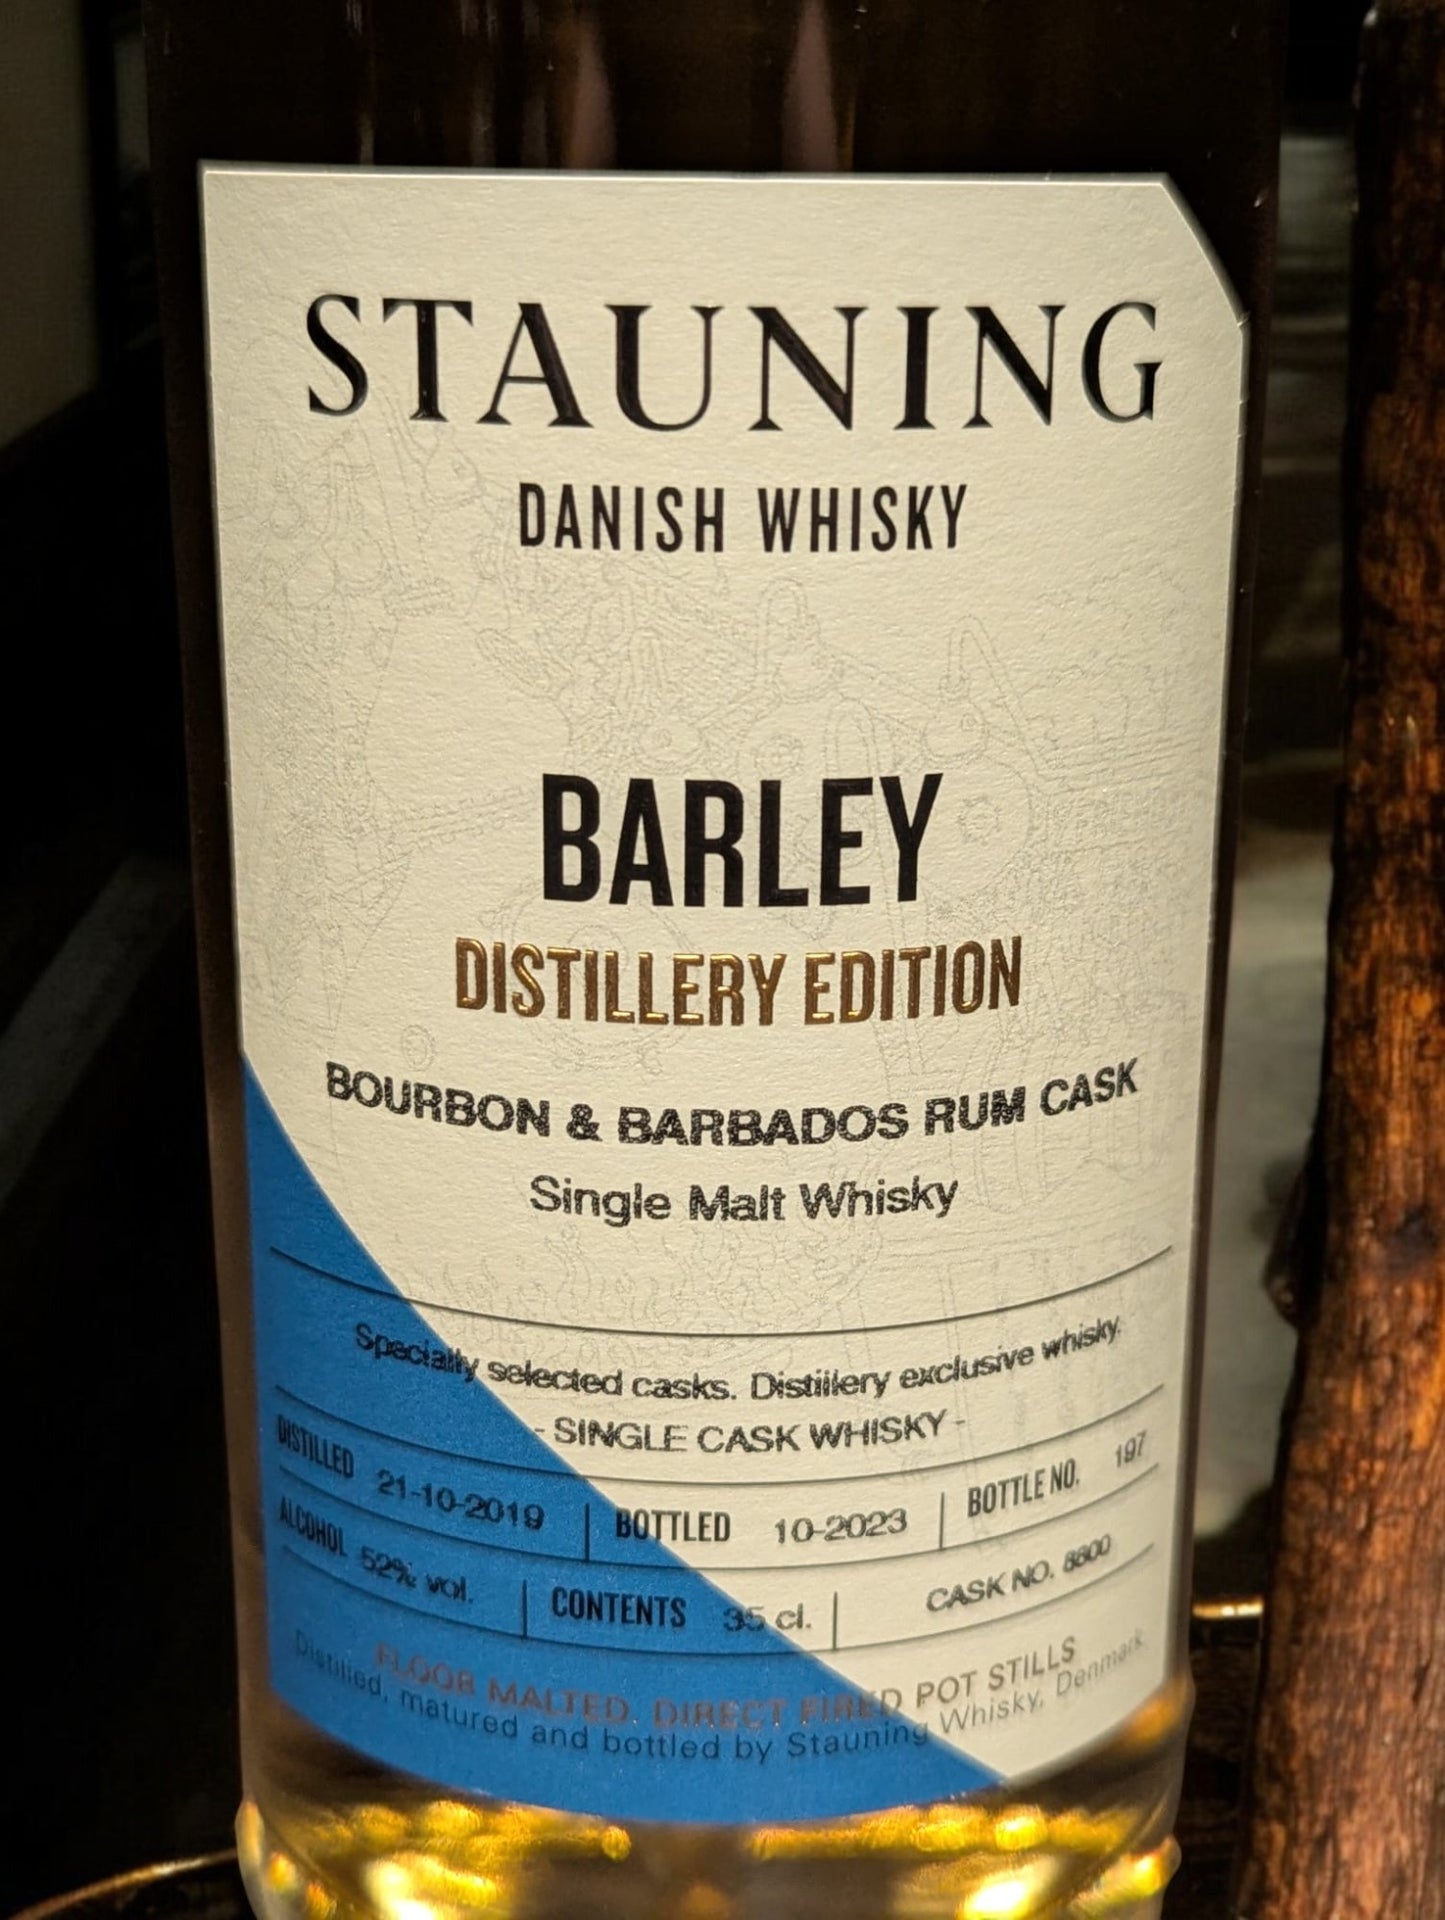 STAUNING
DANISH WHISKY
BARLEY
DISTILLERY EDITION
BOURBON & BARBADOS RUM CASK
Single Malt Whisky
Specially selected casks. Distillery exclusive whisky.
- SINGLE CASK WHISKY -
DISTILLED 21-10-2019 BOTTLED 10-2023 BOTTLE NO. 197
ALCOHOL 52% vol. CONTENTS 35 cl. CASK NO. 8800
FLOOR MALTED. DIRECT FIRED POT STILLS
Distilled, matured and bottled by Stauning Whisky, Denmark